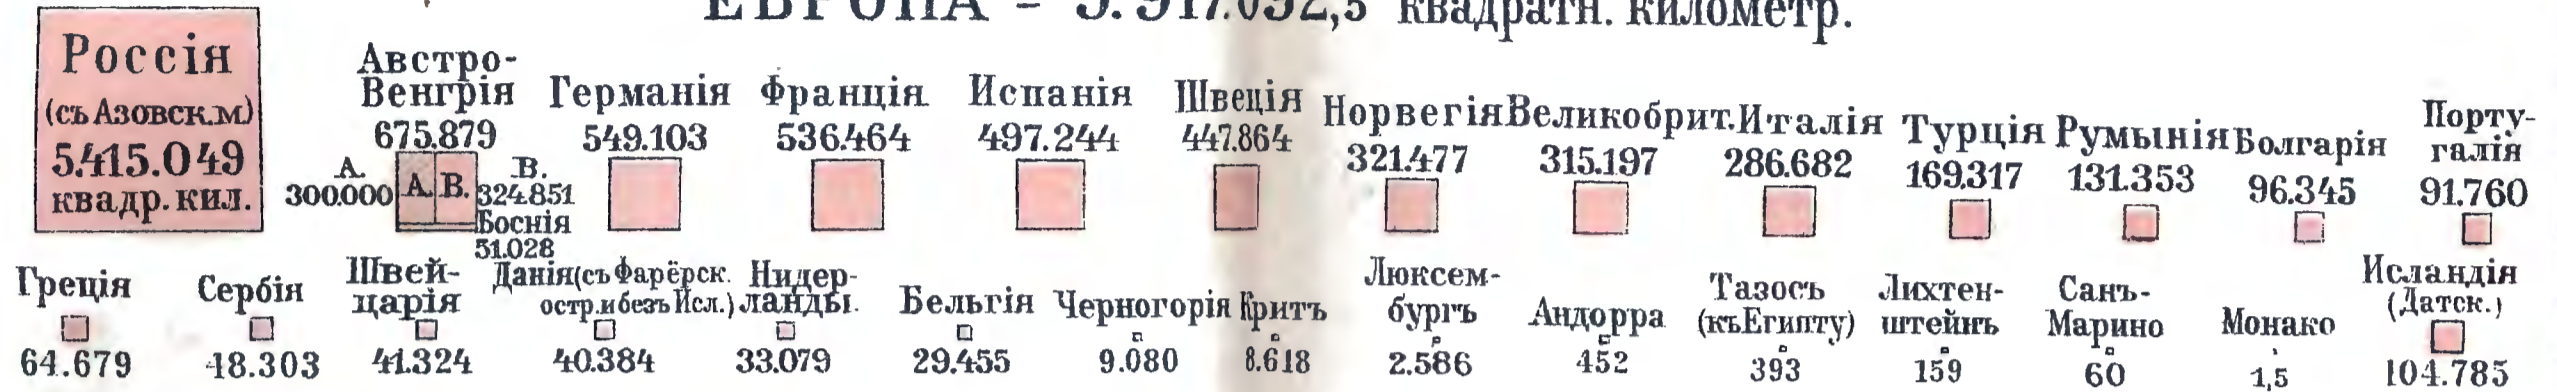 ЕВРОПА = 9.917.092,5 квадратн. километр.
Россія
(съ Азовск.м)
5.415.049
квадр. кил.
Австро-
Венгрія
675.879
А.
300.000
А.
В.
В.
324.851
Боснія
51.028
Германія
549.103
Франція
536.464
Испанія
497.244
Швеція
447.864
Норвегія
321.477
Великобрит.
315.197
Италія
286.682
Турція
169.317
Румынія
131.353
Болгарія
96.345
Порту-
галія
91.760
Греція
64.679
Сербія
48.303
Швей-
царія
41.324
Данія (съ Фарёрск.
остр. и безъ Исл.)
40.384
Нидер-
ланды.
33.079
Бельгія
29.455
Черногорія
9.080
Критъ
8.618
Люксем-
бургъ
2.586
Андорра
452
Тазосъ
(къ Египту)
393
Лихтен-
штейнъ
159
Санъ-
Марино
60
Монако
1,5
Исландія
(Датск.)
104.785